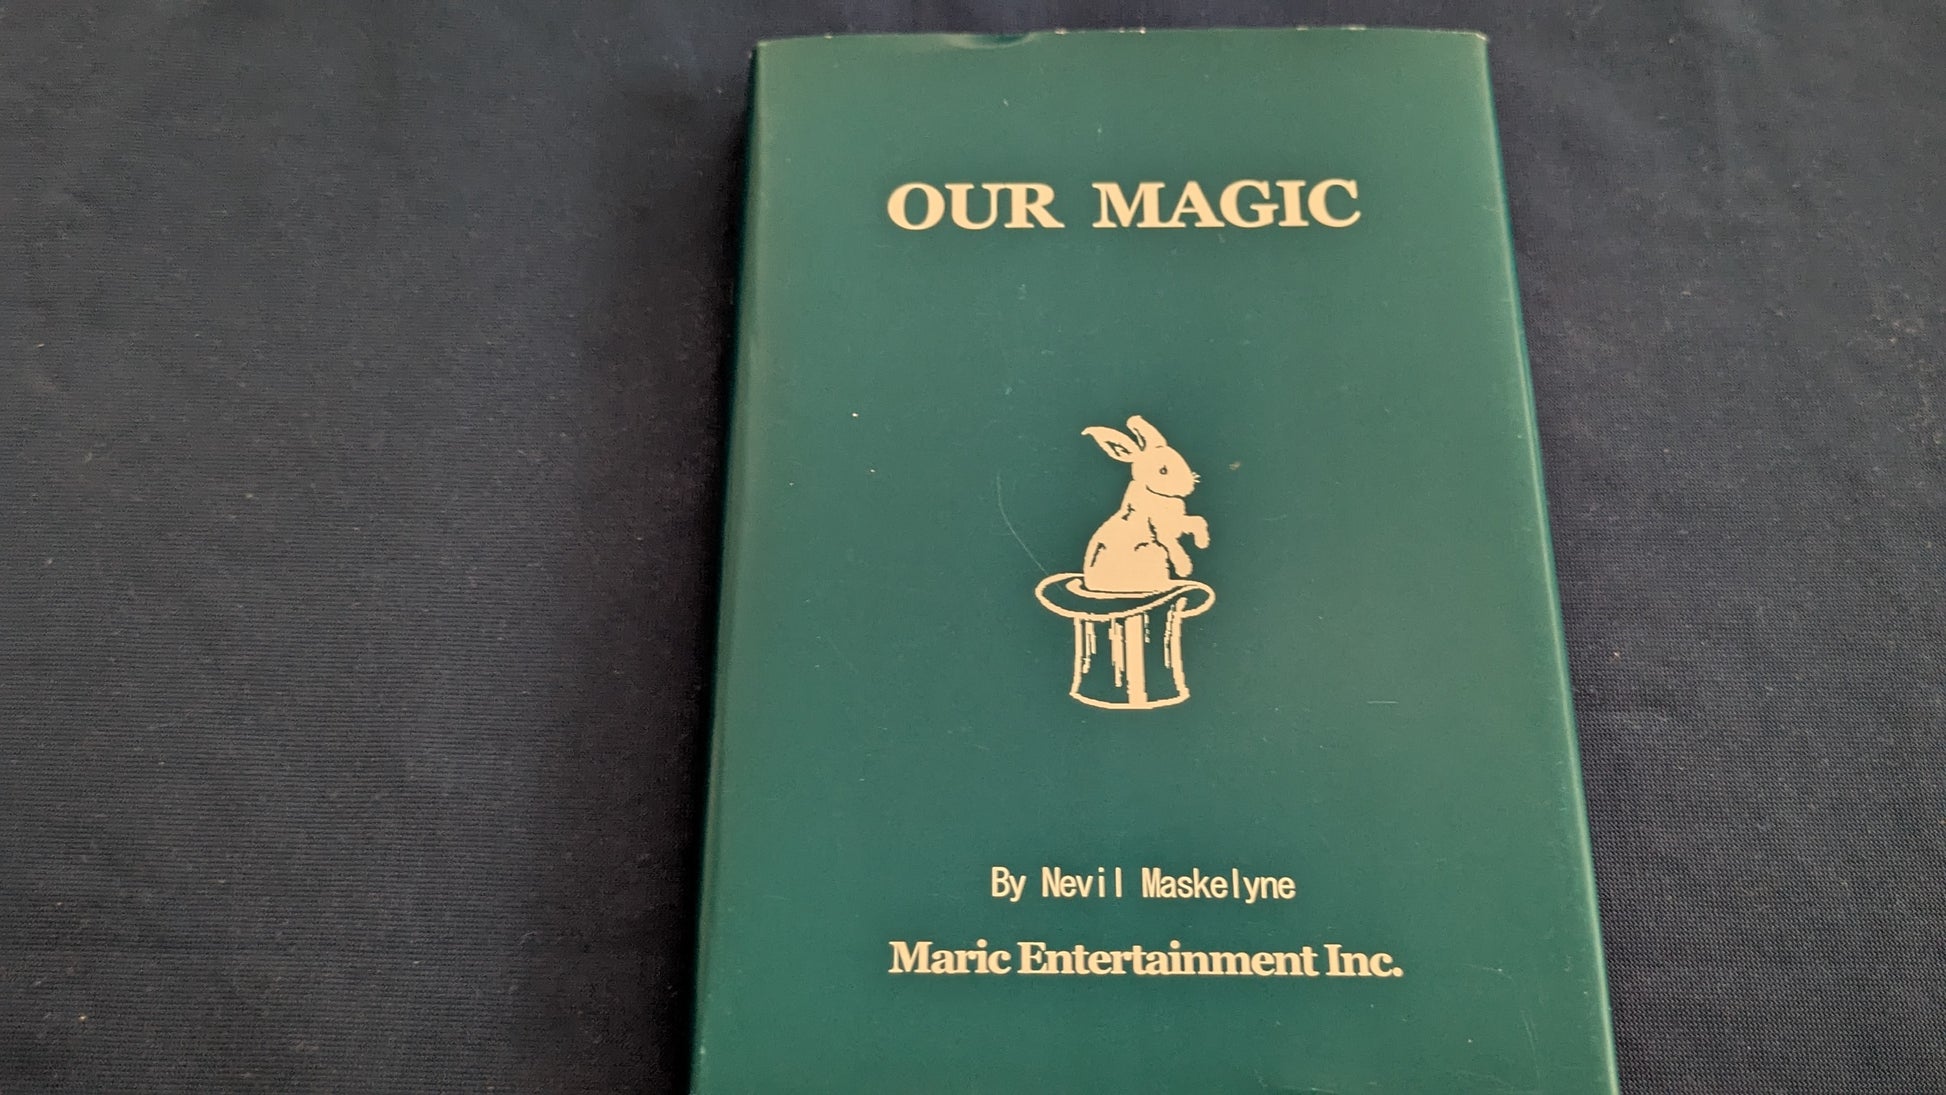 OUR MAGIC
By Nevil Maskelyne
Maric Entertainment Inc.